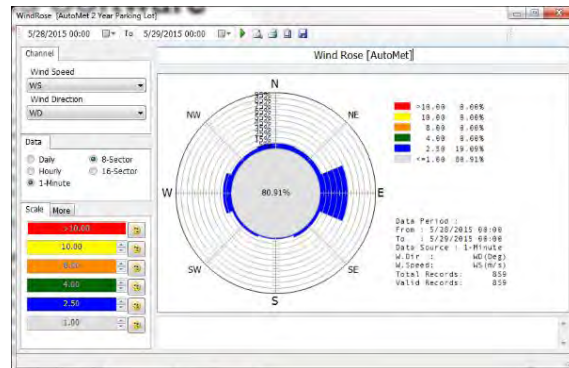 WindRose [AutoMet 2 Year Parking Lot]
5/28/2015 00:00 To 5/29/2015 00:00
Channel
Wind Speed
WS
Wind Direction
WD
Data
Daily 8-Sector
Hourly 16-Sector
1-Minute
Scale More
>10.00
10.00
8.00
4.00
2.50
1.00
Wind Rose [AutoMet]
N
NW NE
W E
SW SE
S
80.91%
>10.00 0.00%
10.00 0.00%
8.00 0.00%
4.00 0.00%
2.50 19.09%
<=1.00 80.91%
Data Period :
From : 5/28/2015 00:00
To : 5/29/2015 00:00
Data Source : 1-Minute
W.Dir : WD(Deg)
W.Speed: WS(m/s)
Total Records: 859
Valid Records: 859